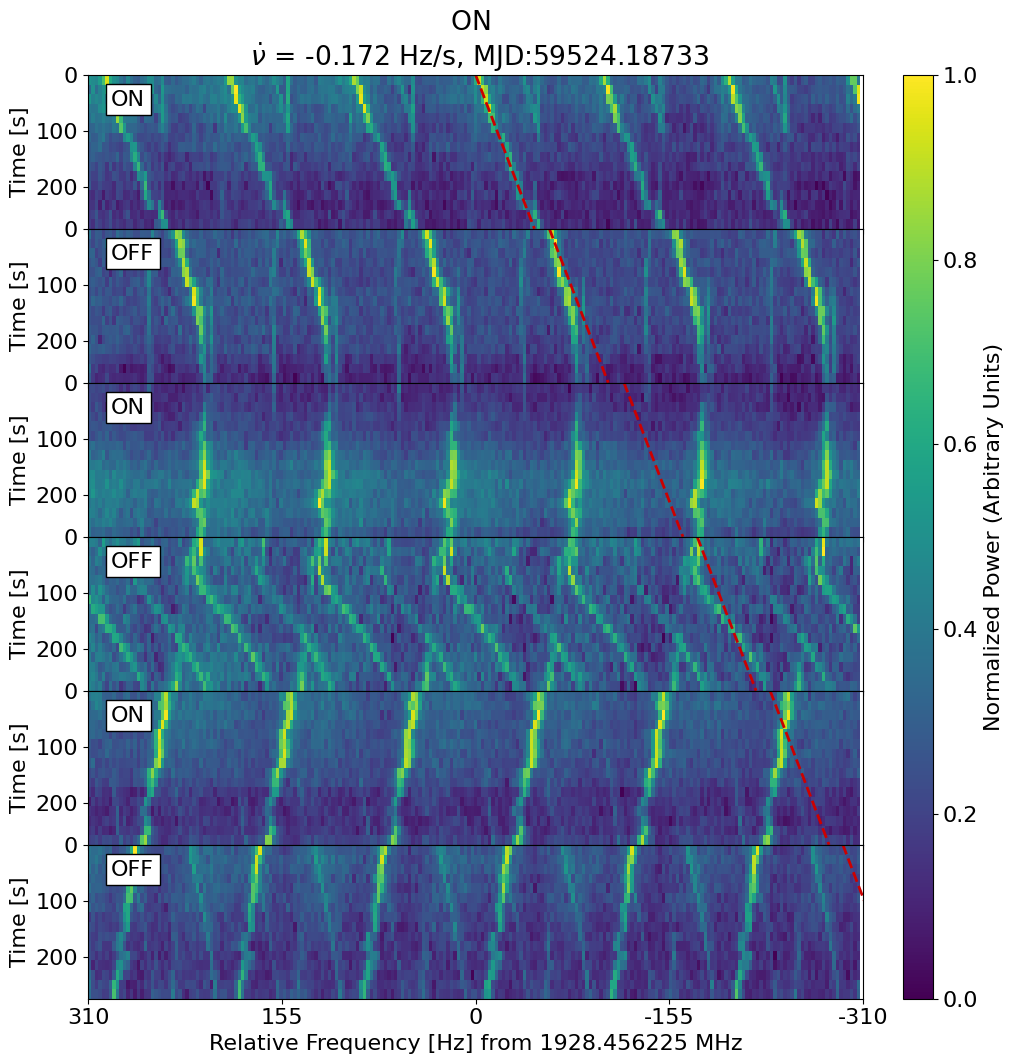 ON
ν̇ = -0.172 Hz/s, MJD:59524.18733
0
ON
100
Time [s]
200
0
OFF
100
Time [s]
200
0
ON
100
Time [s]
200
0
OFF
100
Time [s]
200
0
ON
100
Time [s]
200
0
OFF
100
Time [s]
200
310 155 0 -155 -310
Relative Frequency [Hz] from 1928.456225 MHz
1.0
0.8
0.6
0.4
0.2
0.0
Normalized Power (Arbitrary Units)